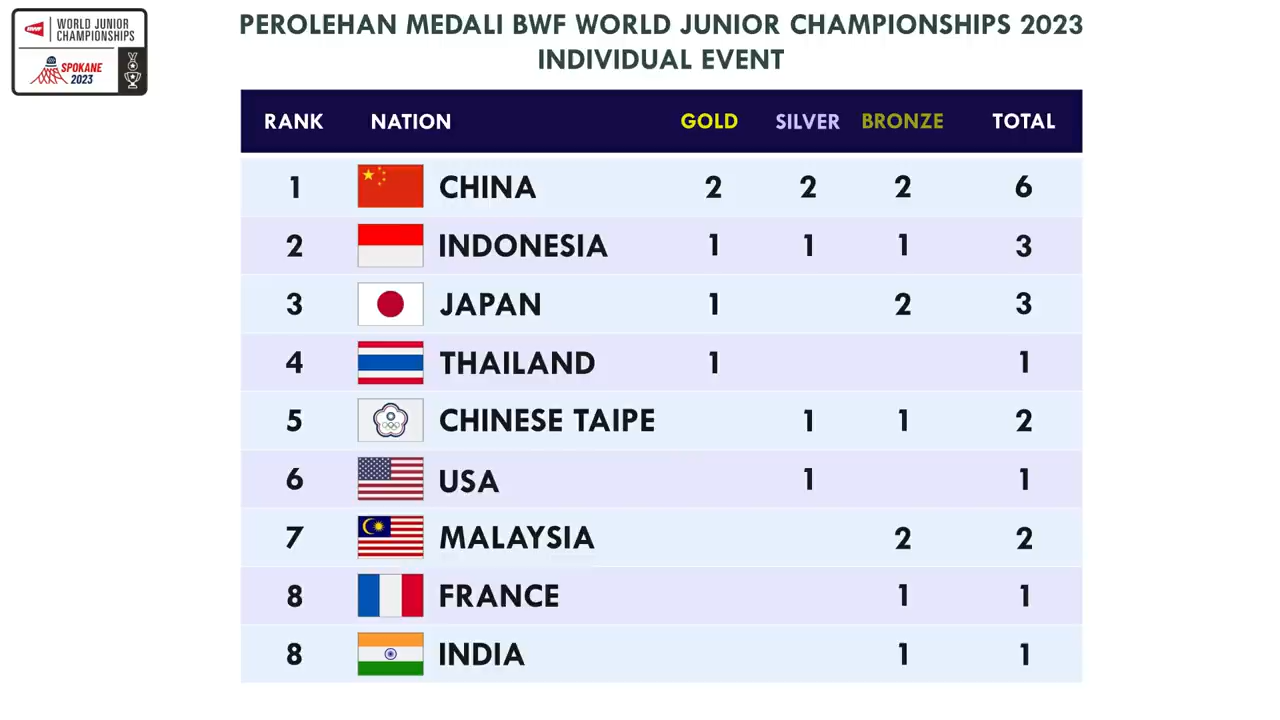 BWF WORLD JUNIOR
CHAMPIONSHIPS
SPOKANE
2023
PEROLEHAN MEDALI BWF WORLD JUNIOR CHAMPIONSHIPS 2023
INDIVIDUAL EVENT
RANK NATION GOLD SILVER BRONZE TOTAL
1 CHINA 2 2 2 6
2 INDONESIA 1 1 1 3
3 JAPAN 1 2 3
4 THAILAND 1 1
5 CHINESE TAIPE 1 1 2
6 USA 1 1
7 MALAYSIA 2 2
8 FRANCE 1 1
8 INDIA 1 1